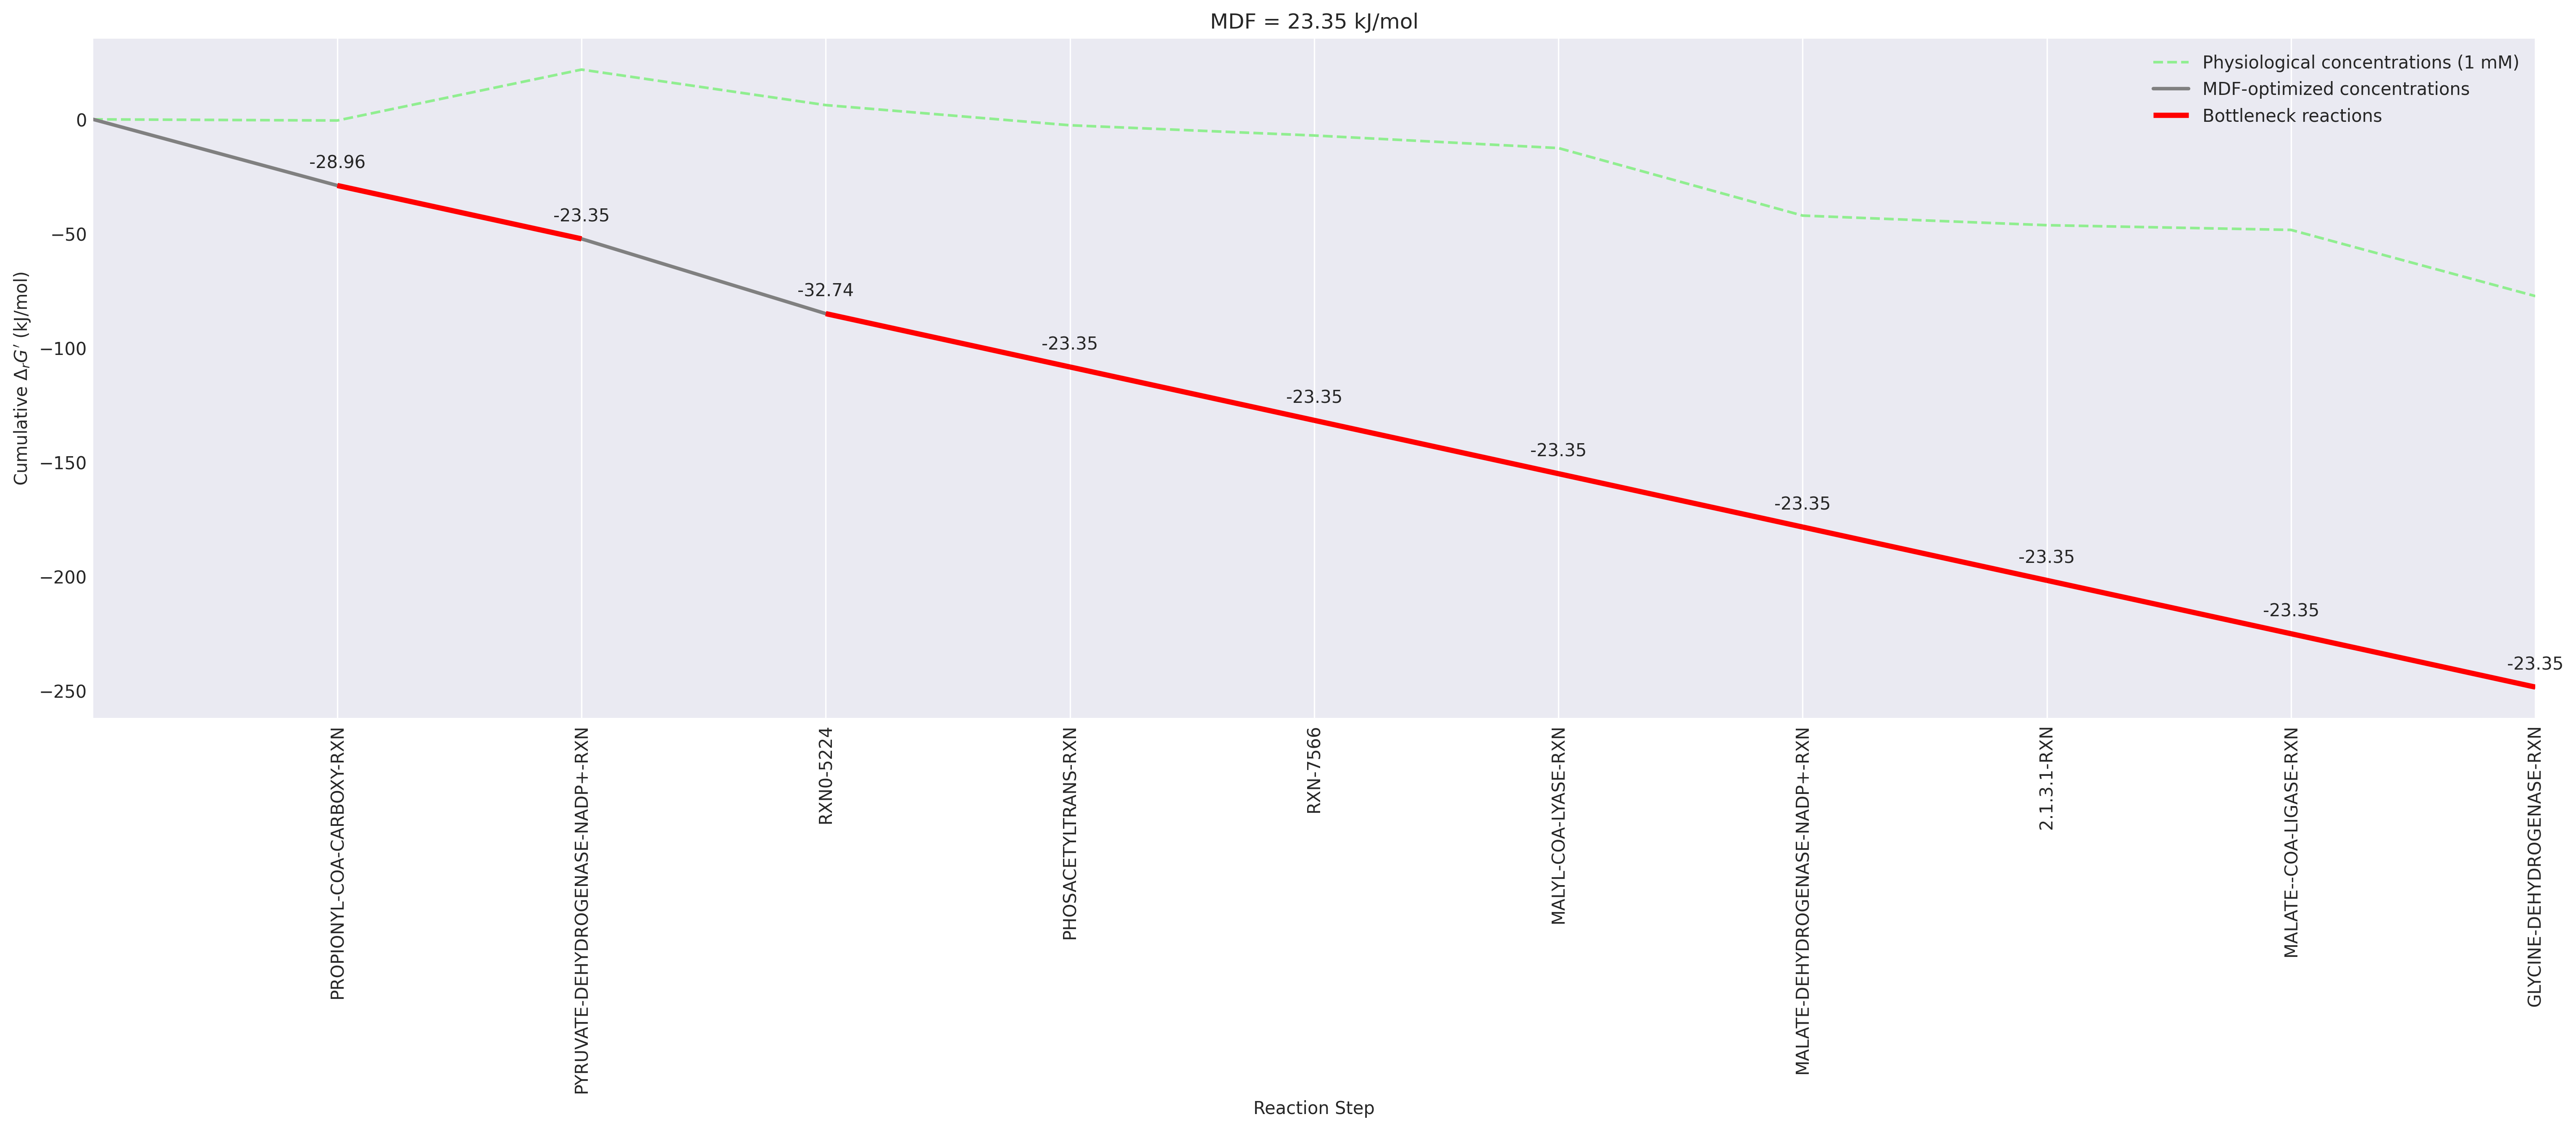 MDF = 23.35 kJ/mol
Physiological concentrations (1 mM)
MDF-optimized concentrations
Bottleneck reactions
Cumulative ΔrG′ (kJ/mol)
0
−50
−100
−150
−200
−250
-28.96
-23.35
-32.74
-23.35
-23.35
-23.35
-23.35
-23.35
-23.35
-23.35
PROPIONYL-COA-CARBOXY-RXN
PYRUVATE-DEHYDROGENASE-NADP+-RXN
RXN0-5224
PHOSACETYLTRANS-RXN
RXN-7566
MALYL-COA-LYASE-RXN
MALATE-DEHYDROGENASE-NADP+-RXN
2.1.3.1-RXN
MALATE--COA-LIGASE-RXN
GLYCINE-DEHYDROGENASE-RXN
Reaction Step